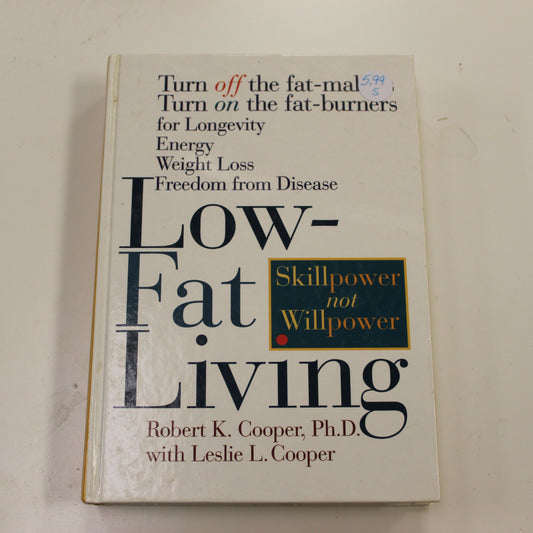 Turn off the fat-mak
5.99
S
Turn on the fat-burners
for Longevity
Energy
Weight Loss
Freedom from Disease
Low-
Fat
Living
Skillpower
not
Willpower
Robert K. Cooper, Ph.D.
with Leslie L. Cooper